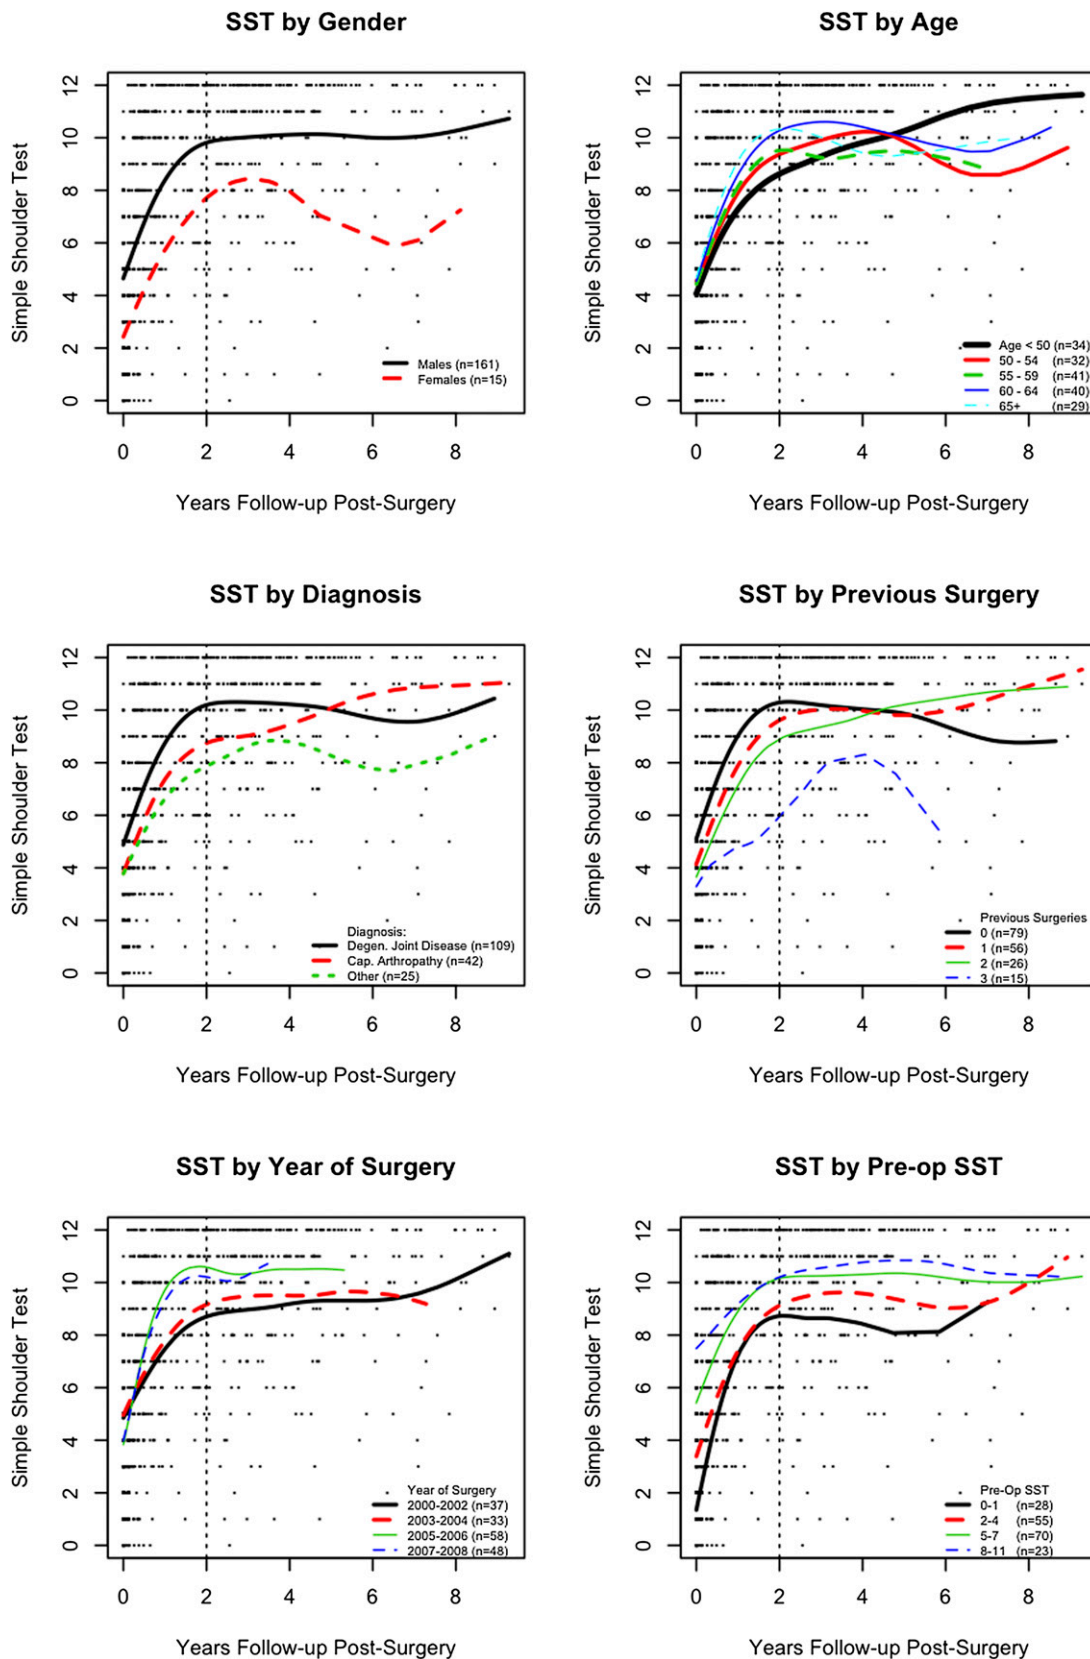 SST by Gender
Simple Shoulder Test
12
10
8
6
4
2
0
Males (n=161)
Females (n=15)
0 2 4 6 8
Years Follow-up Post-Surgery
SST by Age
Simple Shoulder Test
12
10
8
6
4
2
0
Age < 50 (n=34)
50 - 54 (n=32)
55 - 59 (n=41)
60 - 64 (n=40)
65+ (n=29)
0 2 4 6 8
Years Follow-up Post-Surgery
SST by Diagnosis
Simple Shoulder Test
12
10
8
6
4
2
0
Diagnosis:
Degen. Joint Disease (n=109)
Cap. Arthropathy (n=42)
Other (n=25)
0 2 4 6 8
Years Follow-up Post-Surgery
SST by Previous Surgery
Simple Shoulder Test
12
10
8
6
4
2
0
Previous Surgeries
0 (n=79)
1 (n=56)
2 (n=26)
3 (n=15)
0 2 4 6 8
Years Follow-up Post-Surgery
SST by Year of Surgery
Simple Shoulder Test
12
10
8
6
4
2
0
Year of Surgery
2000-2002 (n=37)
2003-2004 (n=33)
2005-2006 (n=58)
2007-2008 (n=48)
0 2 4 6 8
Years Follow-up Post-Surgery
SST by Pre-op SST
Simple Shoulder Test
12
10
8
6
4
2
0
Pre-Op SST
0-1 (n=28)
2-4 (n=55)
5-7 (n=70)
8-11 (n=23)
0 2 4 6 8
Years Follow-up Post-Surgery